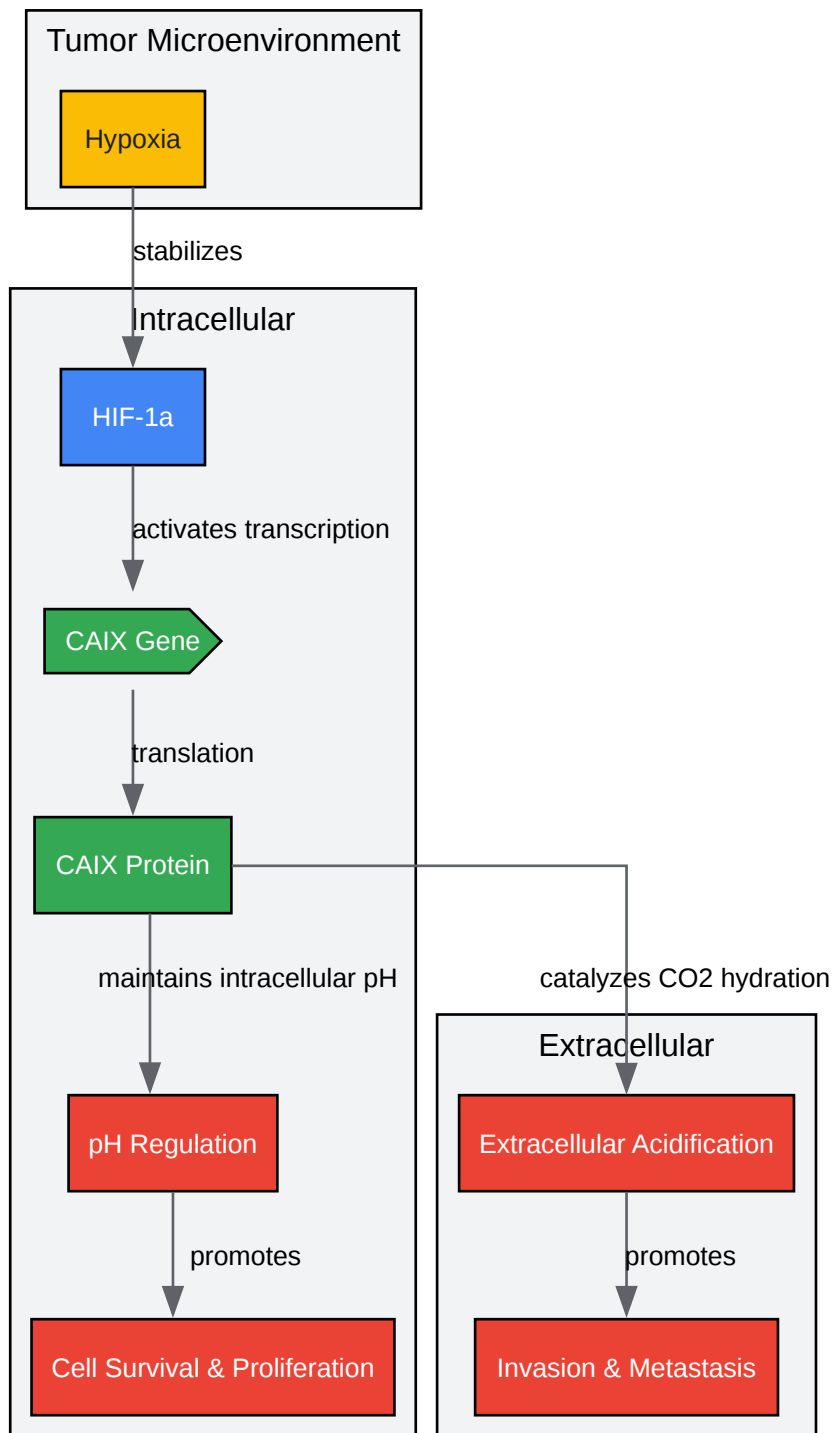 Tumor Microenvironment
Hypoxia
stabilizes
Intracellular
HIF-1a
activates transcription
CAIX Gene
translation
CAIX Protein
maintains intracellular pH
catalyzes CO2 hydration
Extracellular
pH Regulation
Extracellular Acidification
promotes
promotes
Cell Survival & Proliferation
Invasion & Metastasis